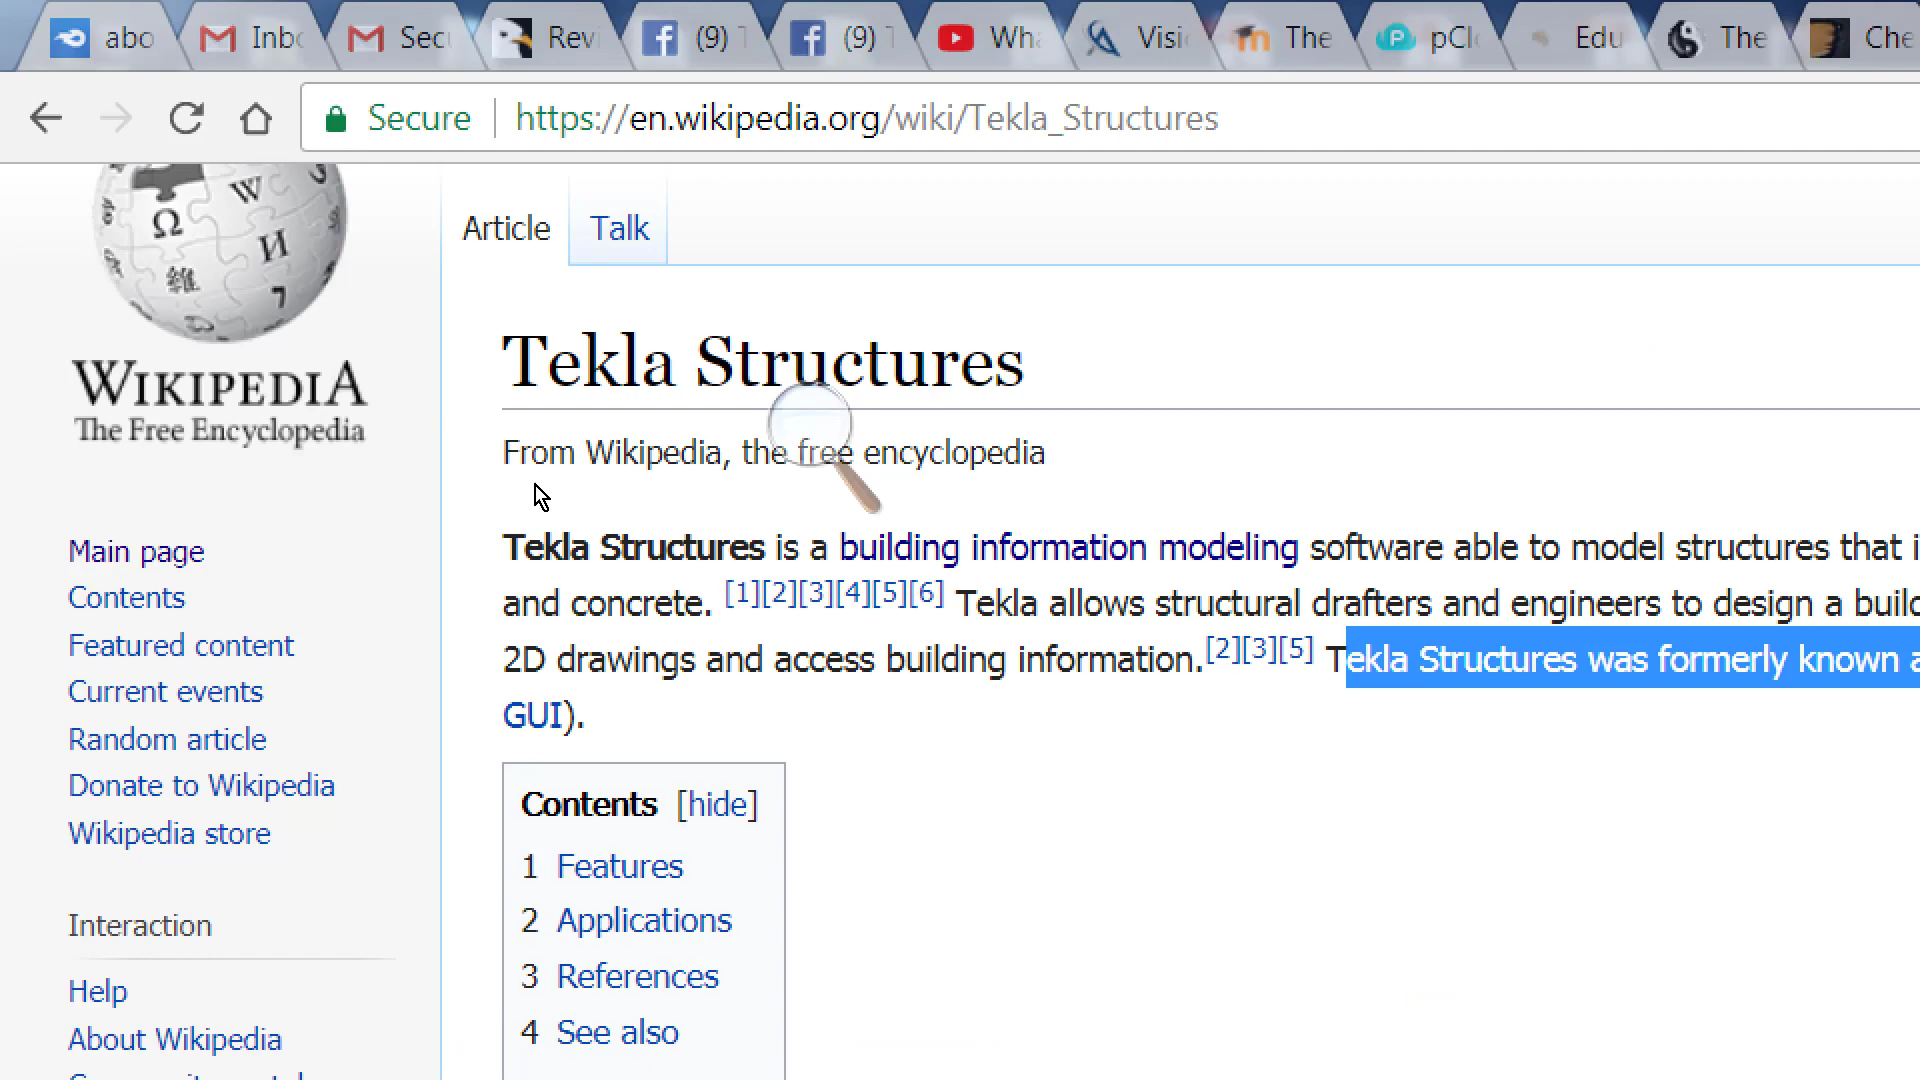 abo Inb Sec Rev (9) (9) Wh Visi The pCl Edu The Che
Secure https://en.wikipedia.org/wiki/Tekla_Structures
WIKIPEDIA
The Free Encyclopedia
Main page
Contents
Featured content
Current events
Random article
Donate to Wikipedia
Wikipedia store
Interaction
Help
About Wikipedia
Article Talk
Tekla Structures
From Wikipedia, the free encyclopedia
Tekla Structures is a building information modeling software able to model structures that i
and concrete. [1][2][3][4][5][6] Tekla allows structural drafters and engineers to design a build
2D drawings and access building information.[2][3][5] Tekla Structures was formerly known a
GUI).
Contents [hide]
1 Features
2 Applications
3 References
4 See also